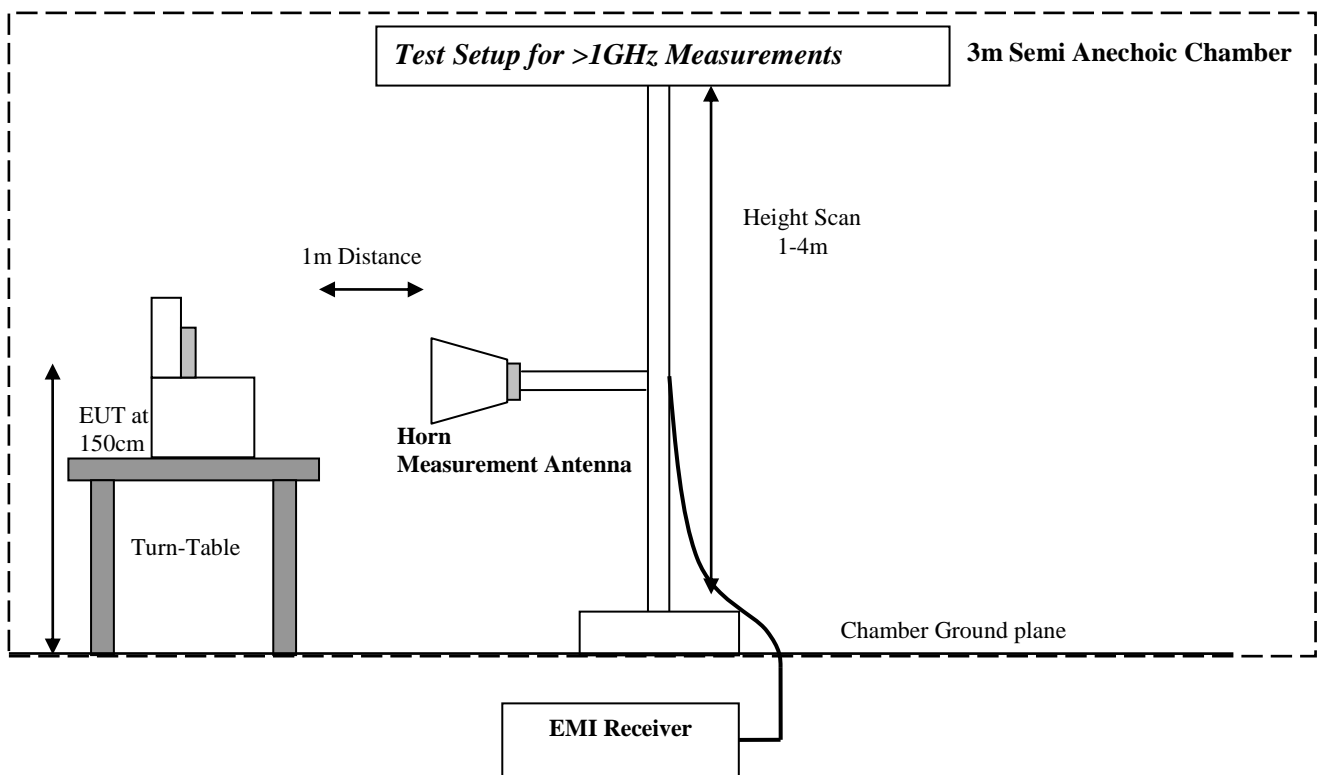 Test Setup for >1GHz Measurements
3m Semi Anechoic Chamber
Height Scan
1-4m
1m Distance
EUT at
150cm
Horn
Measurement Antenna
Turn-Table
Chamber Ground plane
EMI Receiver